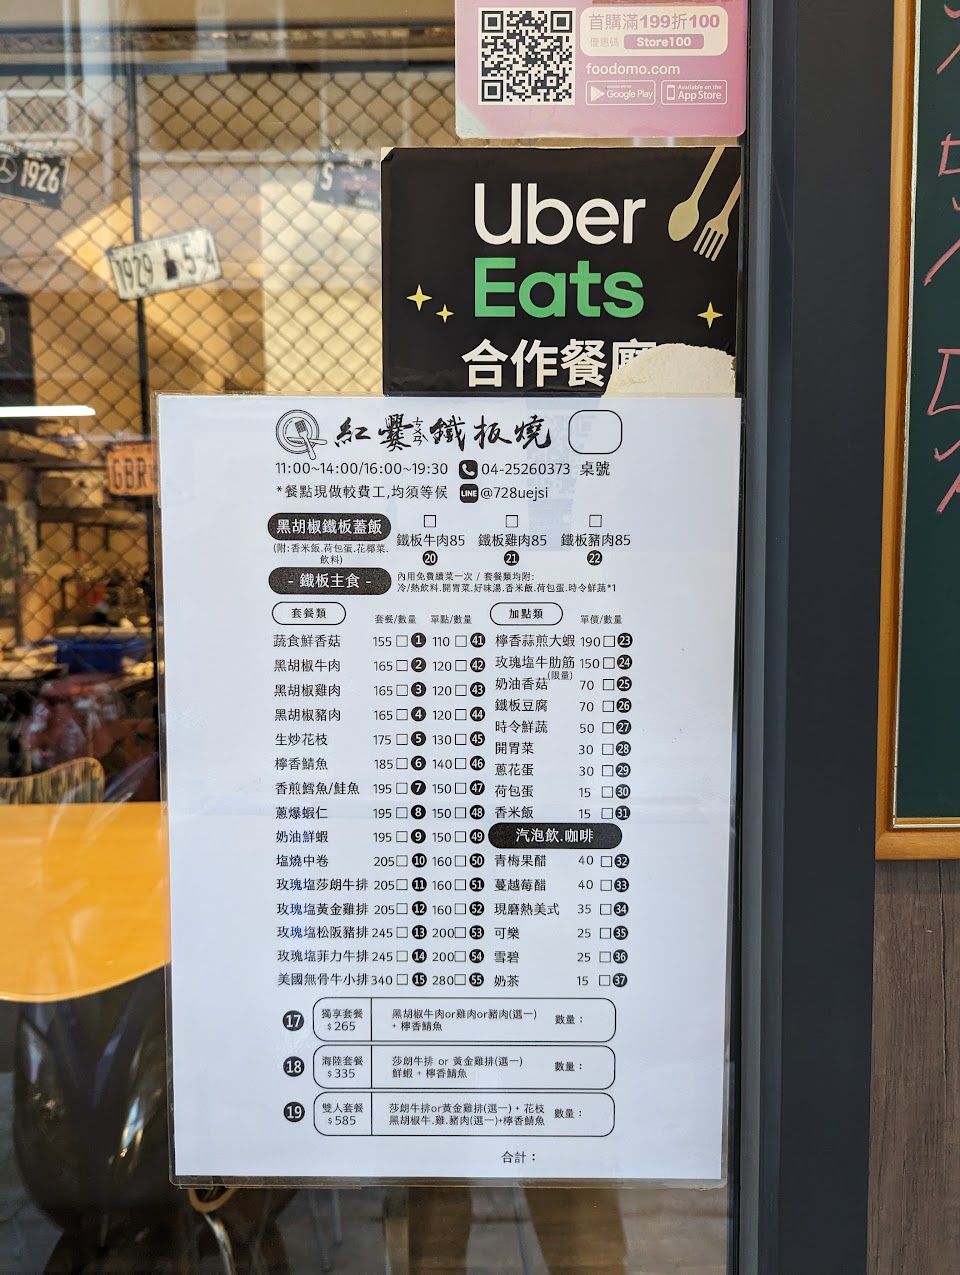 首購滿199折100
優惠碼 Store100
foodomo.com
Google Play
Available on the App Store
1926
S
1929 5-4
GBR
Uber
Eats
合作餐廳
紅爨ㄘㄨㄢˋ鐵板燒
11:00~14:00/16:00~19:30 04-25260373 桌號
*餐點現做較費工,均須等候 LINE @728uejsi
黑胡椒鐵板蓋飯
(附:香米飯.荷包蛋.花椰菜.
飲料)
鐵板牛肉85 鐵板雞肉85 鐵板豬肉85
20 21 22
- 鐵板主食 -
內用免費續菜一次 / 套餐類均附:
冷/熱飲料.開胃菜.好味湯.香米飯.荷包蛋.時令鮮蔬*1
套餐類 套餐/數量 單點/數量 加點類 單價/數量
蔬食鮮香菇 155 □ 1 110 □ 41 檸香蒜煎大蝦 190 □ 23
黑胡椒牛肉 165 □ 2 120 □ 42 玫瑰塩牛肋筋 150 □ 24
(限量)
黑胡椒雞肉 165 □ 3 120 □ 43 奶油香菇 70 □ 25
黑胡椒豬肉 165 □ 4 120 □ 44 鐵板豆腐 70 □ 26
生炒花枝 175 □ 5 130 □ 45 時令鮮蔬 50 □ 27
檸香鯖魚 185 □ 6 140 □ 46 開胃菜 30 □ 28
香煎鱈魚/鮭魚 195 □ 7 150 □ 47 蔥花蛋 30 □ 29
蔥爆蝦仁 195 □ 8 150 □ 48 荷包蛋 15 □ 30
奶油鮮蝦 195 □ 9 150 □ 49 香米飯 15 □ 31
汽泡飲.咖啡
塩燒中卷 205 □ 10 160 □ 50 青梅果醋 40 □ 32
玫瑰塩莎朗牛排 205 □ 11 160 □ 51 蔓越莓醋 40 □ 33
玫瑰塩黃金雞排 205 □ 12 160 □ 52 現磨熱美式 35 □ 34
玫瑰塩松阪豬排 245 □ 13 200 □ 53 可樂 25 □ 35
玫瑰塩菲力牛排 245 □ 14 200 □ 54 雪碧 25 □ 36
美國無骨牛小排 340 □ 15 280 □ 55 奶茶 15 □ 37
17 獨享套餐 $265 黑胡椒牛肉or雞肉or豬肉(選一)
+ 檸香鯖魚 數量：
18 海陸套餐 $335 莎朗牛排 or 黃金雞排(選一)
鮮蝦 + 檸香鯖魚 數量：
19 雙人套餐 $585 莎朗牛排or黃金雞排(選一) + 花枝
黑胡椒牛.雞.豬肉(選一)+檸香鯖魚 數量：
合計：